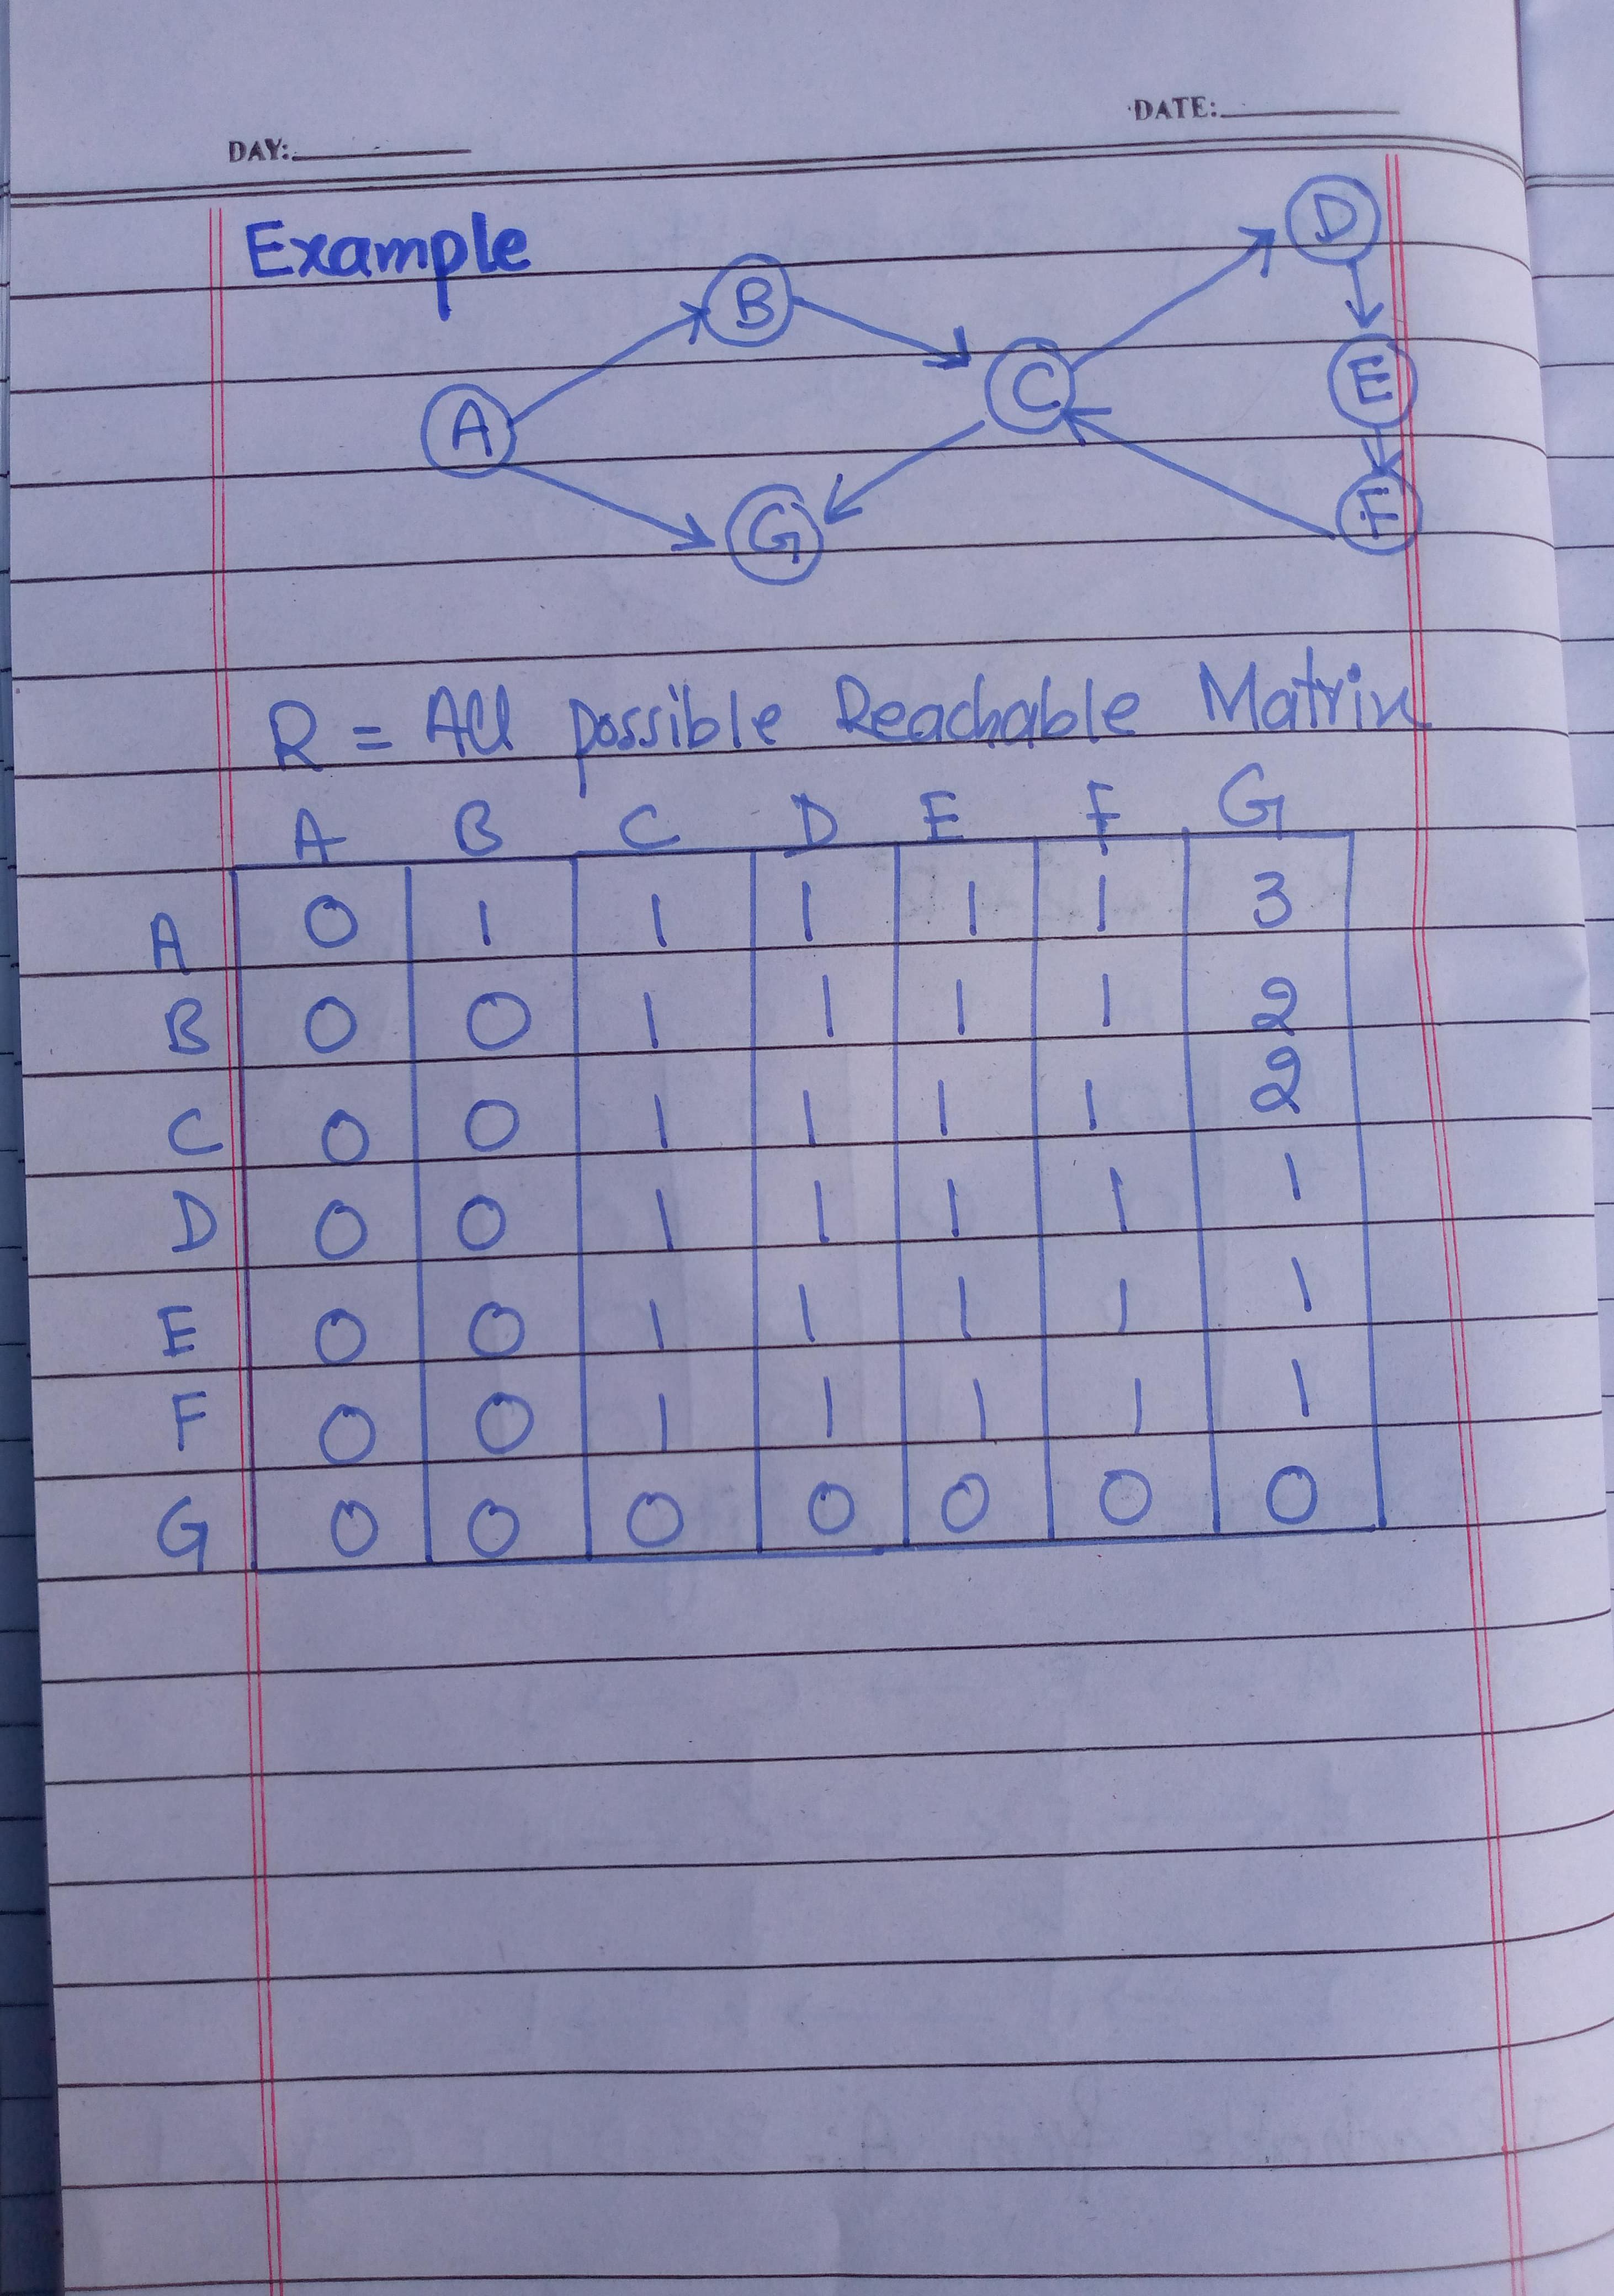 DATE:
DAY:
Example
D
B
E
C
A
F
G
R = All possible Reachable Matrix
A B C D E F G
A 0 1 1 1 1 1 3
B 0 0 1 1 1 1 2
C 0 0 1 1 1 1 2
D 0 0 1 1 1 1 1
E 0 0 1 1 1 1 1
F 0 0 1 1 1 1 1
G 0 0 0 0 0 0 0